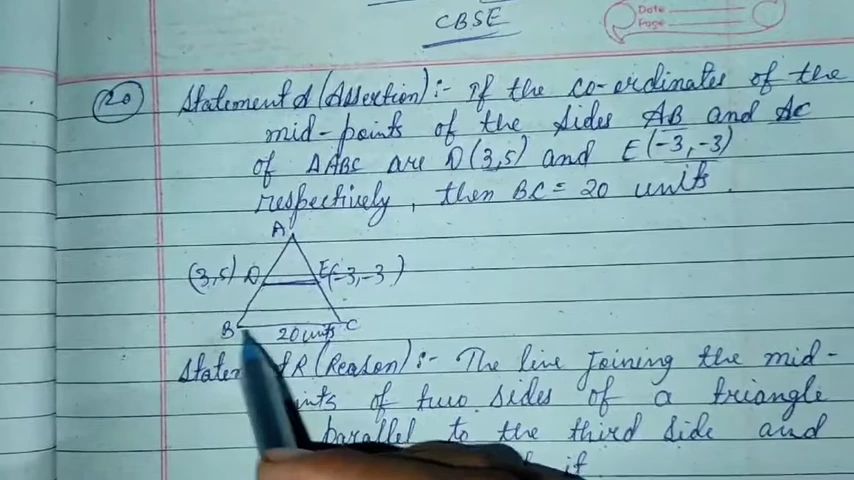 CBSE
Date
Page
20 Statement A (Assertion) :- If the co-ordinates of the
mid-points of the sides AB and AC
of ΔABC are D(3,5) and E(-3,-3)
respectively, then BC = 20 units.
A
(3,5) D E(-3,-3)
B 20 units C
R (Reason) :- The line joining the mid-
of two sides of a triangle
parallel to the third side and